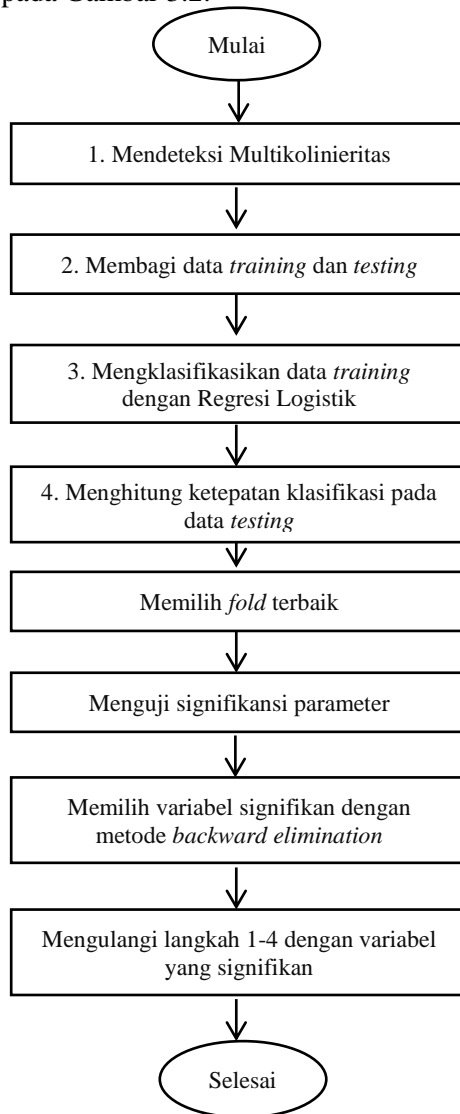 pada Gambar 3.2.
Mulai
1. Mendeteksi Multikolinieritas
2. Membagi data training dan testing
3. Mengklasifikasikan data training
dengan Regresi Logistik
4. Menghitung ketepatan klasifikasi pada
data testing
Memilih fold terbaik
Menguji signifikansi parameter
Memilih variabel signifikan dengan
metode backward elimination
Mengulangi langkah 1-4 dengan variabel
yang signifikan
Selesai